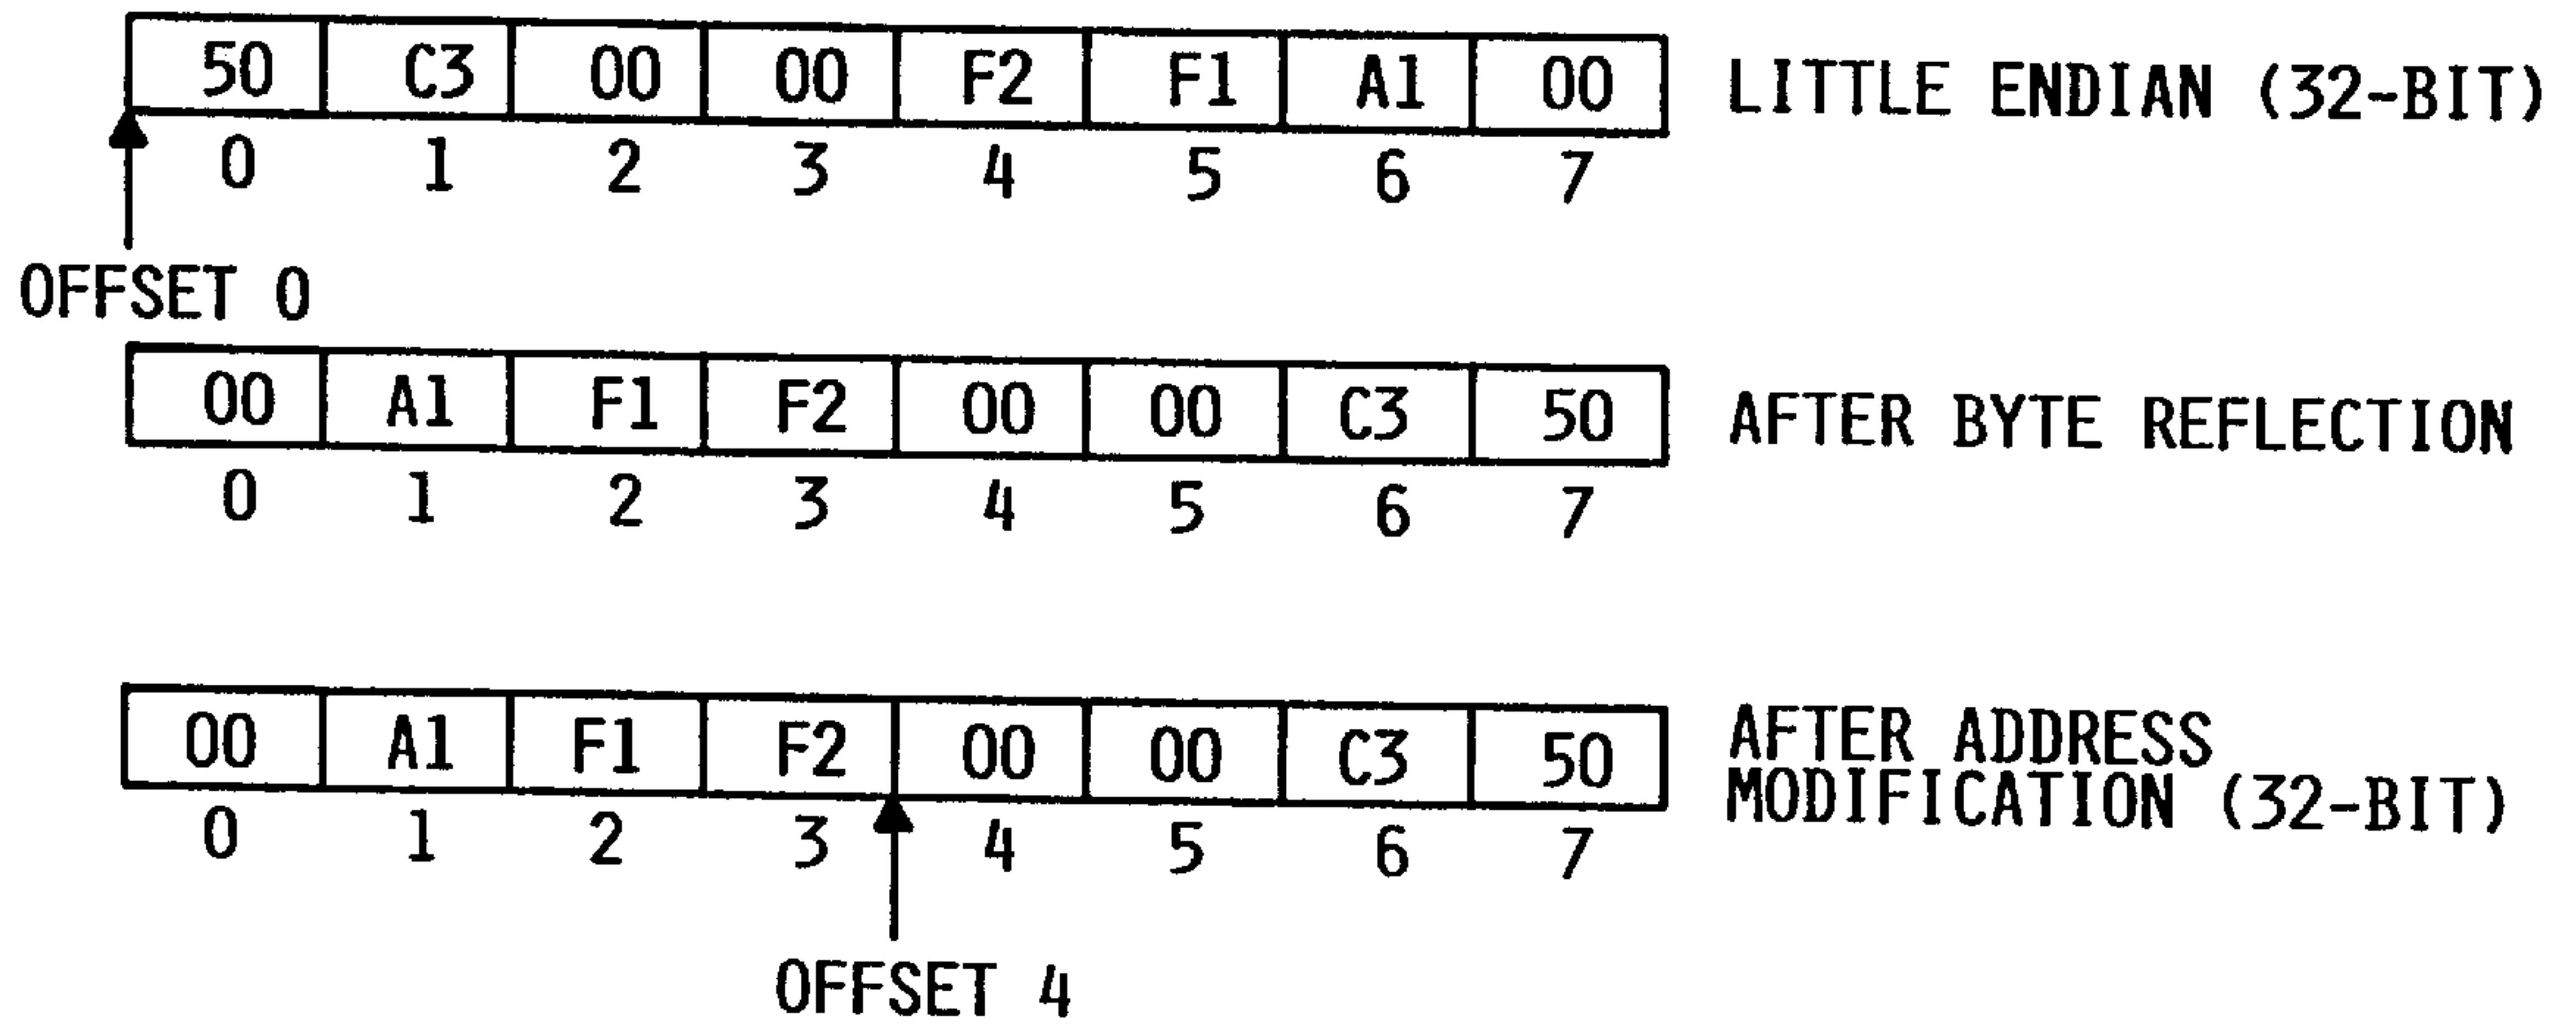 50 C3 00 00 F2 F1 A1 00 LITTLE ENDIAN (32-BIT)
0 1 2 3 4 5 6 7
OFFSET 0
00 A1 F1 F2 00 00 C3 50 AFTER BYTE REFLECTION
0 1 2 3 4 5 6 7
00 A1 F1 F2 00 00 C3 50 AFTER ADDRESS
MODIFICATION (32-BIT)
0 1 2 3 4 5 6 7
OFFSET 4